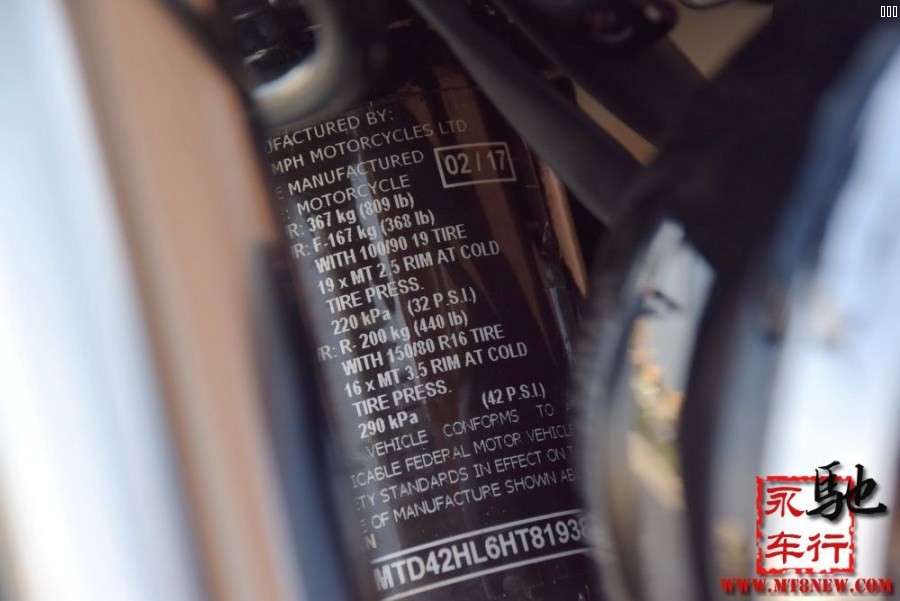 UFACTURED BY:
MPH MOTORCYCLES LTD.
E MANUFACTURED 02 17
: MOTORCYCLE
R: 367 kg (809 lb)
R: F-167 kg (368 lb)
WITH 100/90 19 TIRE
19 x MT 2.5 RIM AT COLD
TIRE PRESS.
220 kPa (32 P.S.I.)
R: R- 200 kg (440 lb)
WITH 150/80 R16 TIRE
16 x MT 3.5 RIM AT COLD
TIRE PRESS.
290 kPa (42 P.S.I.)
VEHICLE CONFORMS TO A
ICABLE FEDERAL MOTOR VEHICLE
TY STANDARDS IN EFFECT ON T
E OF MANUFACTURE SHOWN AB
N
MTD42HL6HT81938
永馳
车行
WWW.MT8NEW.COM